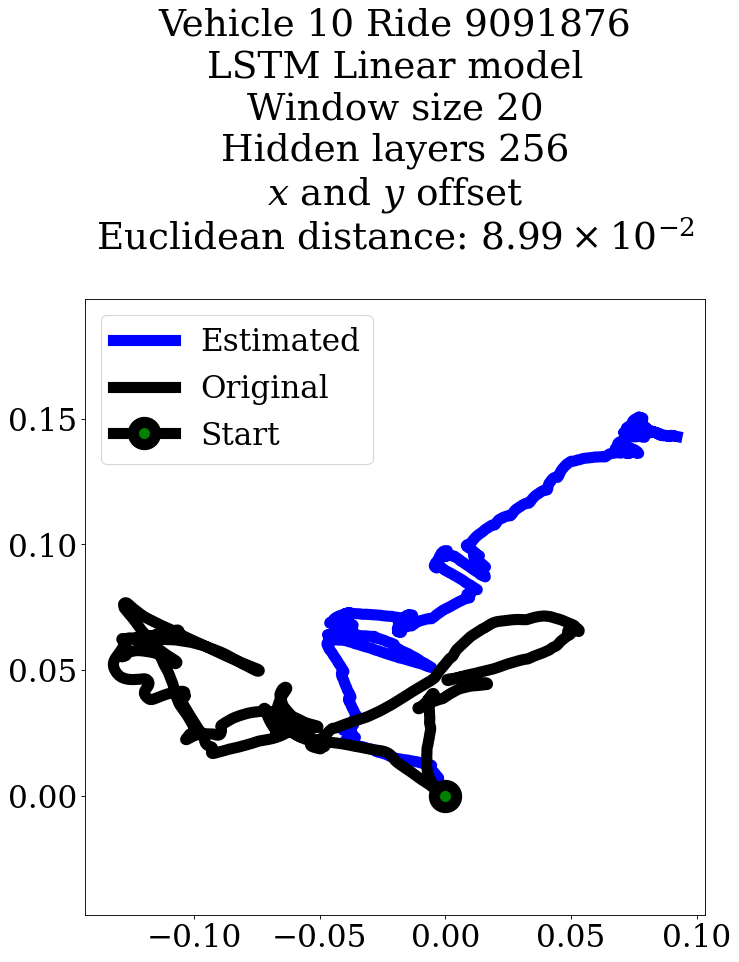 Vehicle 10 Ride 9091876
LSTM Linear model
Window size 20
Hidden layers 256
x and y offset
Euclidean distance: 8.99 × 10⁻²
Estimated
Original
Start
0.15
0.10
0.05
0.00
−0.10 −0.05 0.00 0.05 0.10